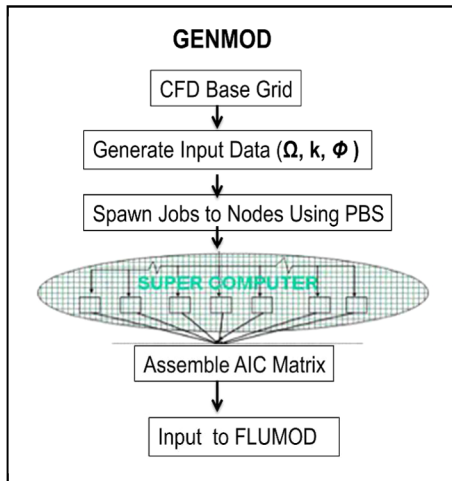 GENMOD
CFD Base Grid
Generate Input Data (Ω, k, Φ )
Spawn Jobs to Nodes Using PBS
SUPER COMPUTER
Assemble AIC Matrix
Input to FLUMOD